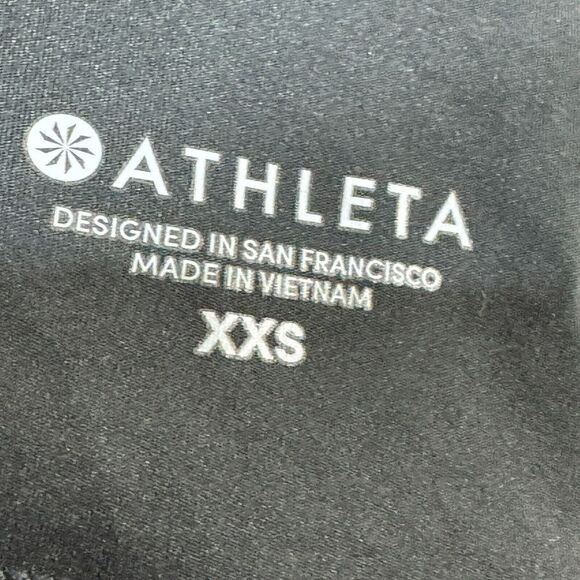 ATHLETA
DESIGNED IN SAN FRANCISCO
MADE IN VIETNAM
XXS